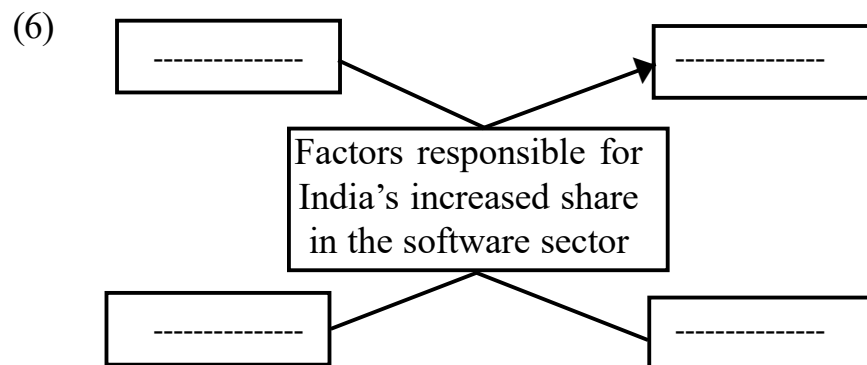 (6)
--------------- ---------------
Factors responsible for
India’s increased share
in the software sector
--------------- ---------------